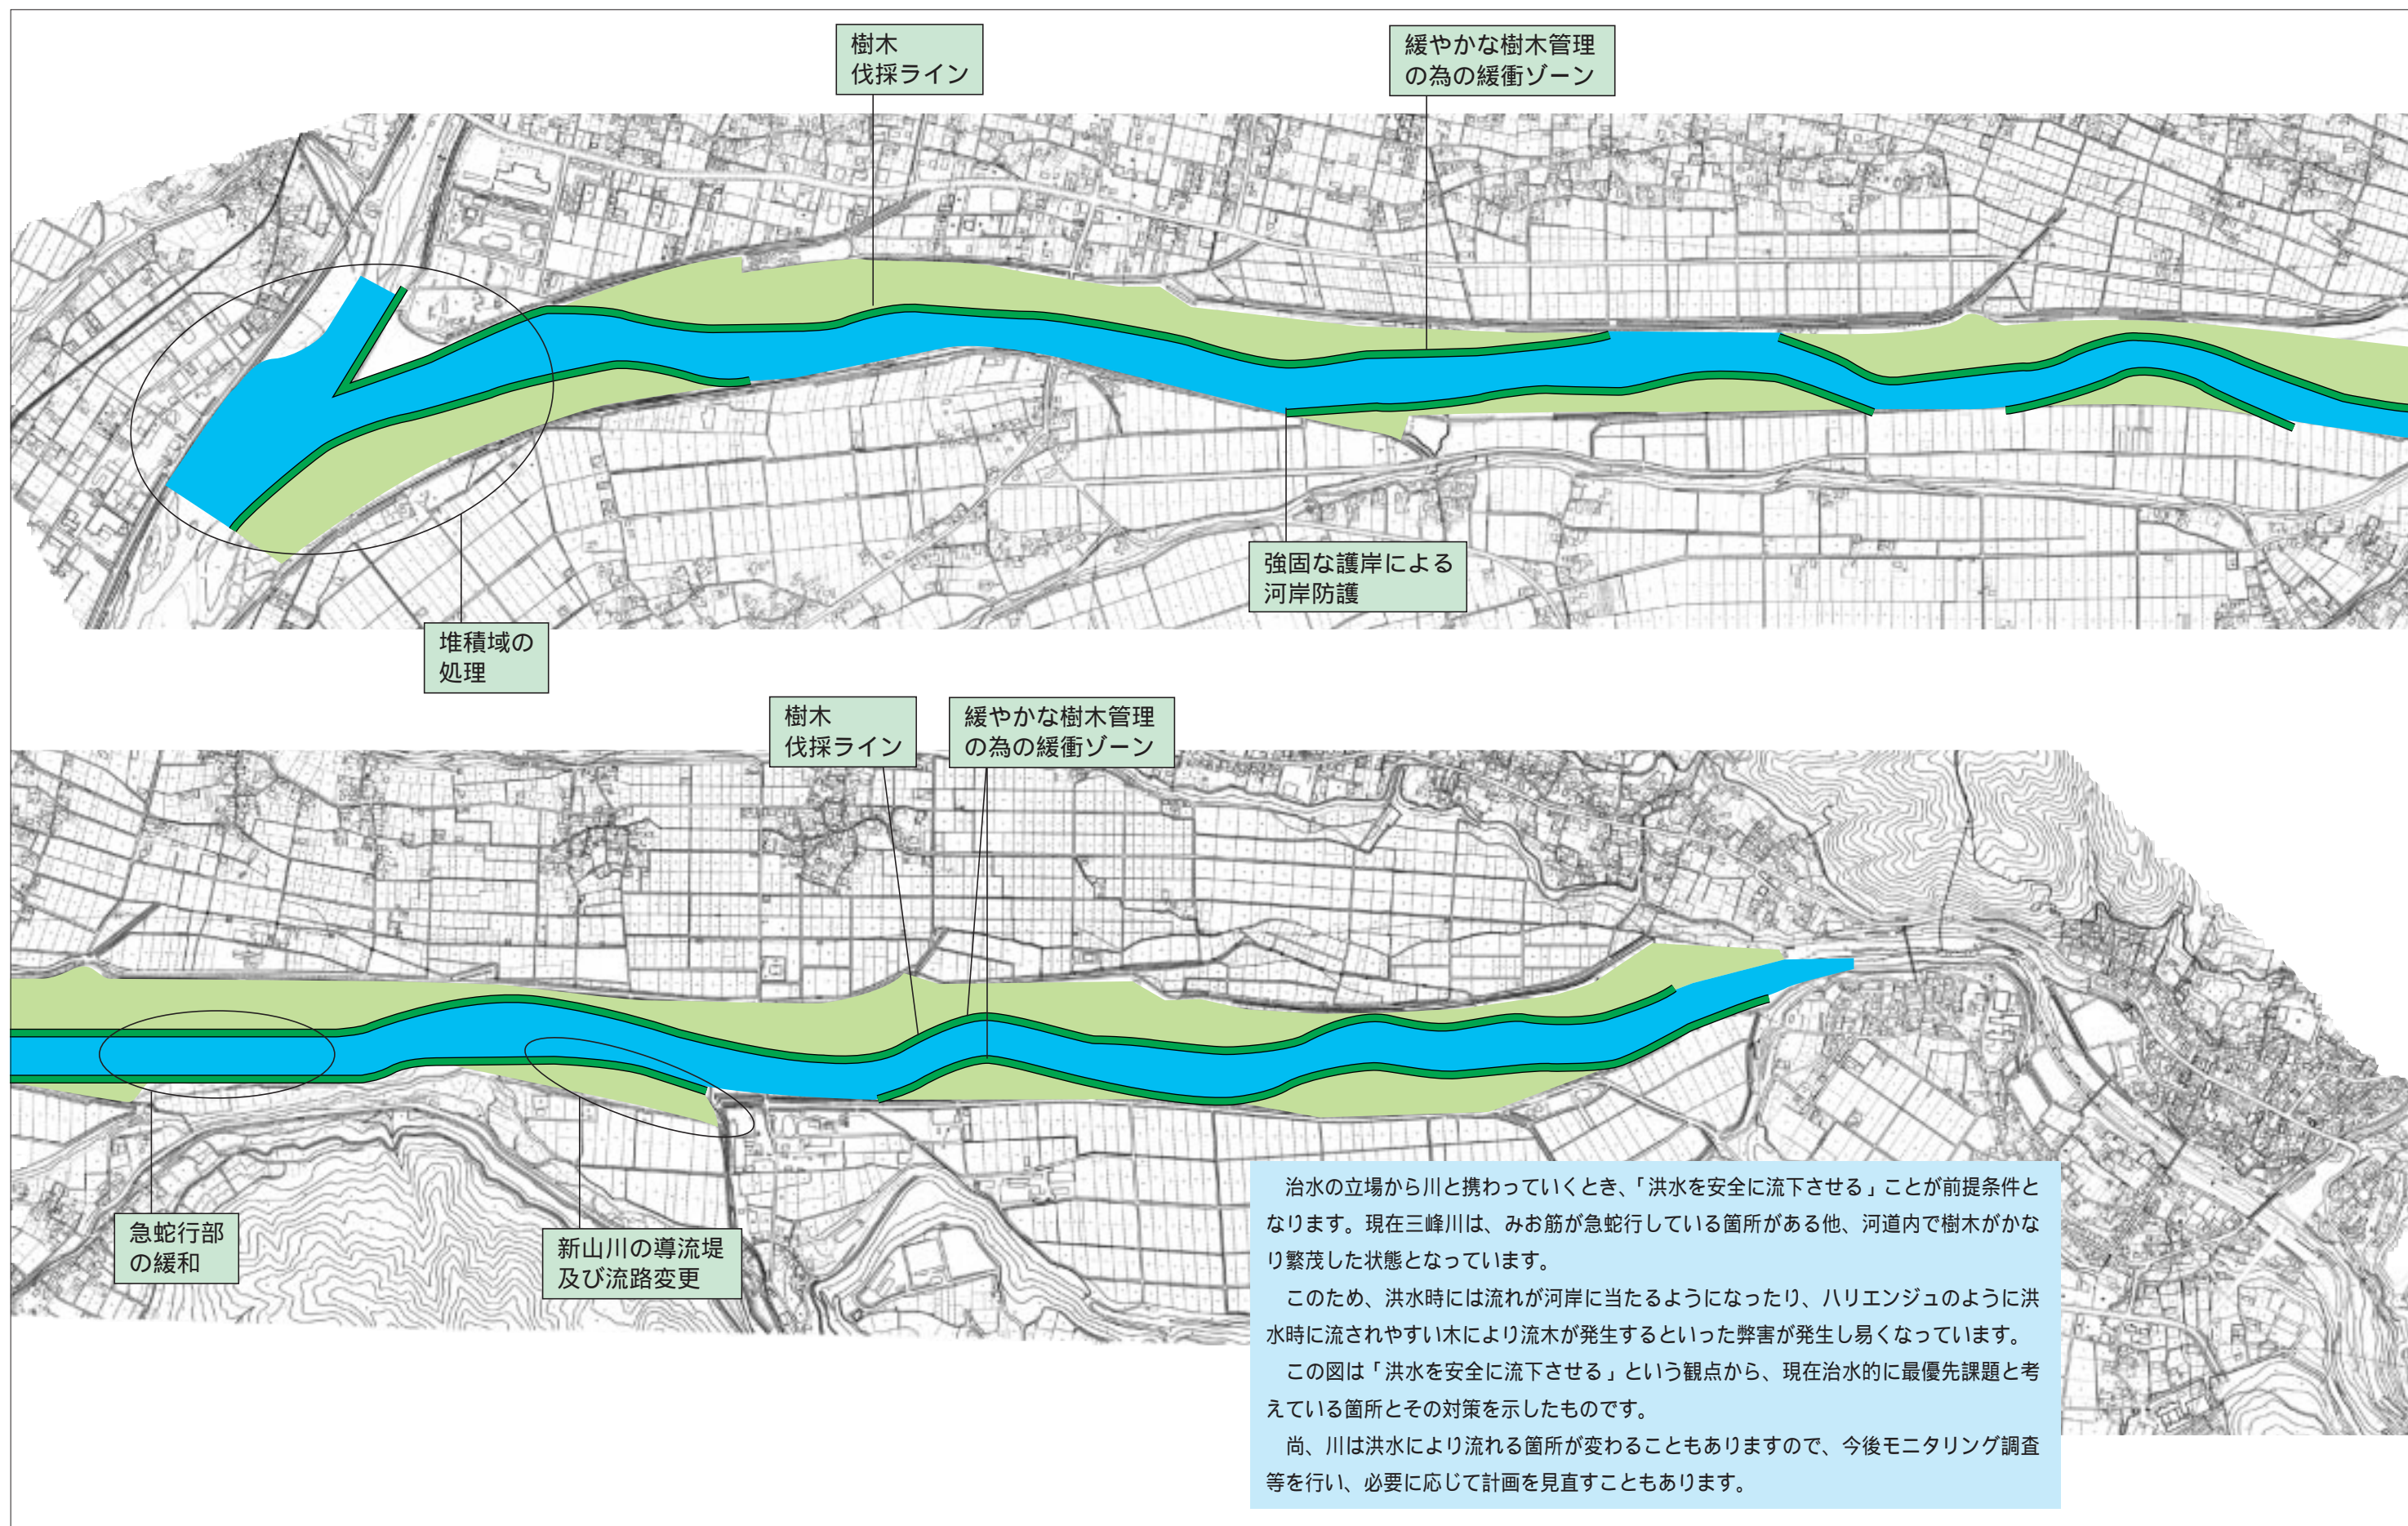 樹木
伐採ライン
緩やかな樹木管理
の為の緩衝ゾーン
強固な護岸による
河岸防護
堆積域の
処理
樹木
伐採ライン
緩やかな樹木管理
の為の緩衝ゾーン
急蛇行部
の緩和
新山川の導流堤
及び流路変更
治水の立場から川と携わっていくとき、「洪水を安全に流下させる」ことが前提条件と
なります。現在三峰川は、みお筋が急蛇行している箇所がある他、河道内で樹木がかな
り繁茂した状態となっています。
このため、洪水時には流れが河岸に当たるようになったり、ハリエンジュのように洪
水時に流されやすい木により流木が発生するといった弊害が発生し易くなっています。
この図は「洪水を安全に流下させる」という観点から、現在治水的に最優先課題と考
えている箇所とその対策を示したものです。
尚、川は洪水により流れる箇所が変わることもありますので、今後モニタリング調査
等を行い、必要に応じて計画を見直すこともあります。